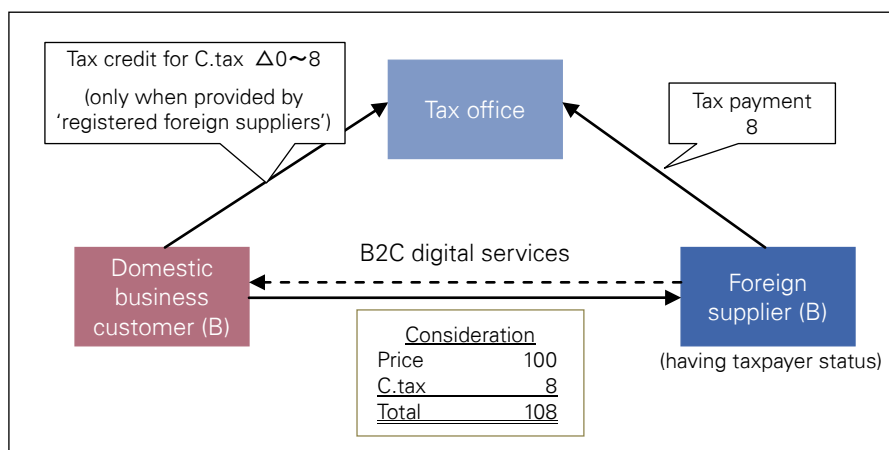 Tax credit for C.tax △0～8
(only when provided by
‘registered foreign suppliers’)
Tax office
Tax payment
8
B2C digital services
Domestic
business
customer (B)
Foreign
supplier (B)
(having taxpayer status)
Consideration
Price 100
C.tax 8
Total 108